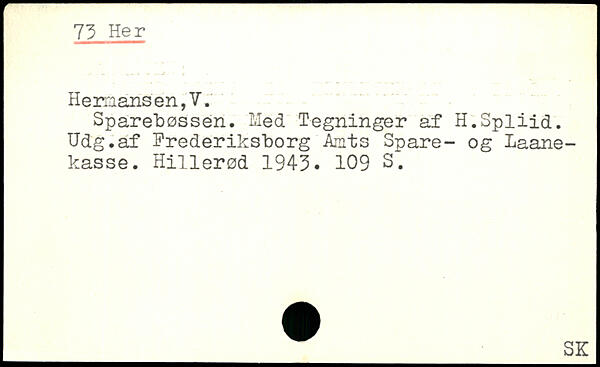 73 Her
Hermansen,V.
Sparebøssen. Med Tegninger af H.Spliid.
Udg.af Frederiksborg Amts Spare- og Laane-
kasse. Hillerød 1943. 109 S.
SK